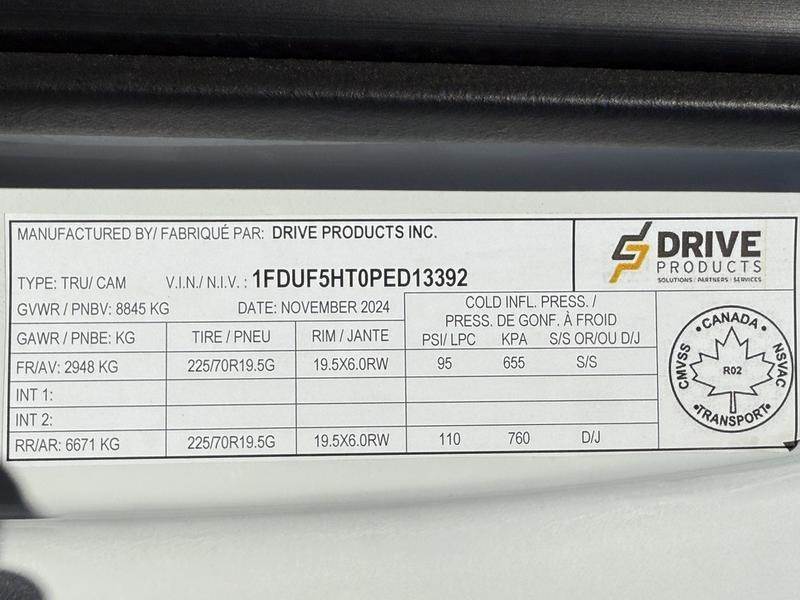 MANUFACTURED BY/ FABRIQUÉ PAR: DRIVE PRODUCTS INC.
DRIVE
PRODUCTS
SOLUTIONS / PARTNERS / SERVICES
TYPE: TRU/ CAM V.I.N./ N.I.V. : 1FDUF5HT0PED13392
GVWR / PNBV: 8845 KG DATE: NOVEMBER 2024
COLD INFL. PRESS. /
PRESS. DE GONF. À FROID
GAWR / PNBE: KG TIRE / PNEU RIM / JANTE PSI/ LPC KPA S/S OR/OU D/J
FR/AV: 2948 KG 225/70R19.5G 19.5X6.0RW 95 655 S/S
INT 1:
INT 2:
RR/AR: 6671 KG 225/70R19.5G 19.5X6.0RW 110 760 D/J
CANADA
CMVSS
NSVAC
R02
TRANSPORT